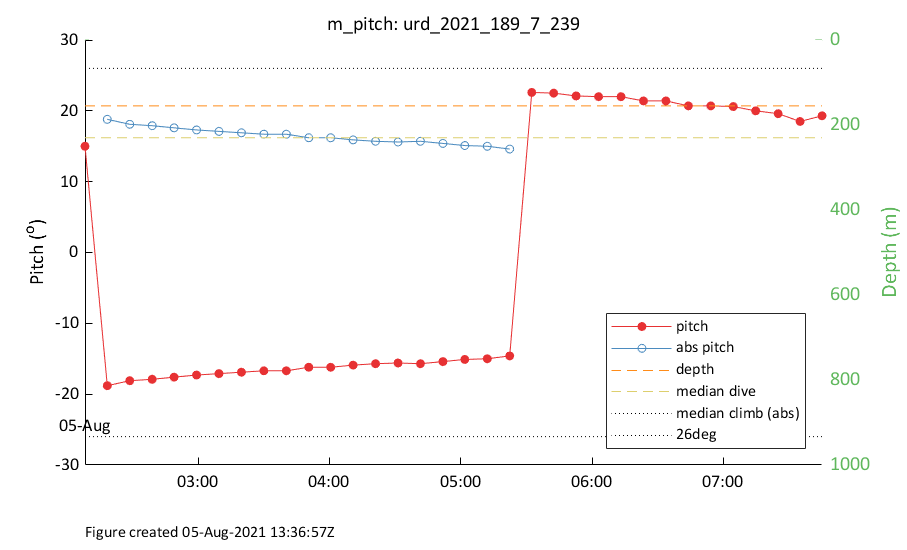 m_pitch: urd_2021_189_7_239
30
20
10
0
-10
-20
-30
Pitch (º)
05-Aug
03:00
04:00
05:00
06:00
07:00
0
200
400
600
800
1000
Depth (m)
pitch
abs pitch
depth
median dive
median climb (abs)
26deg
Figure created 05-Aug-2021 13:36:57Z